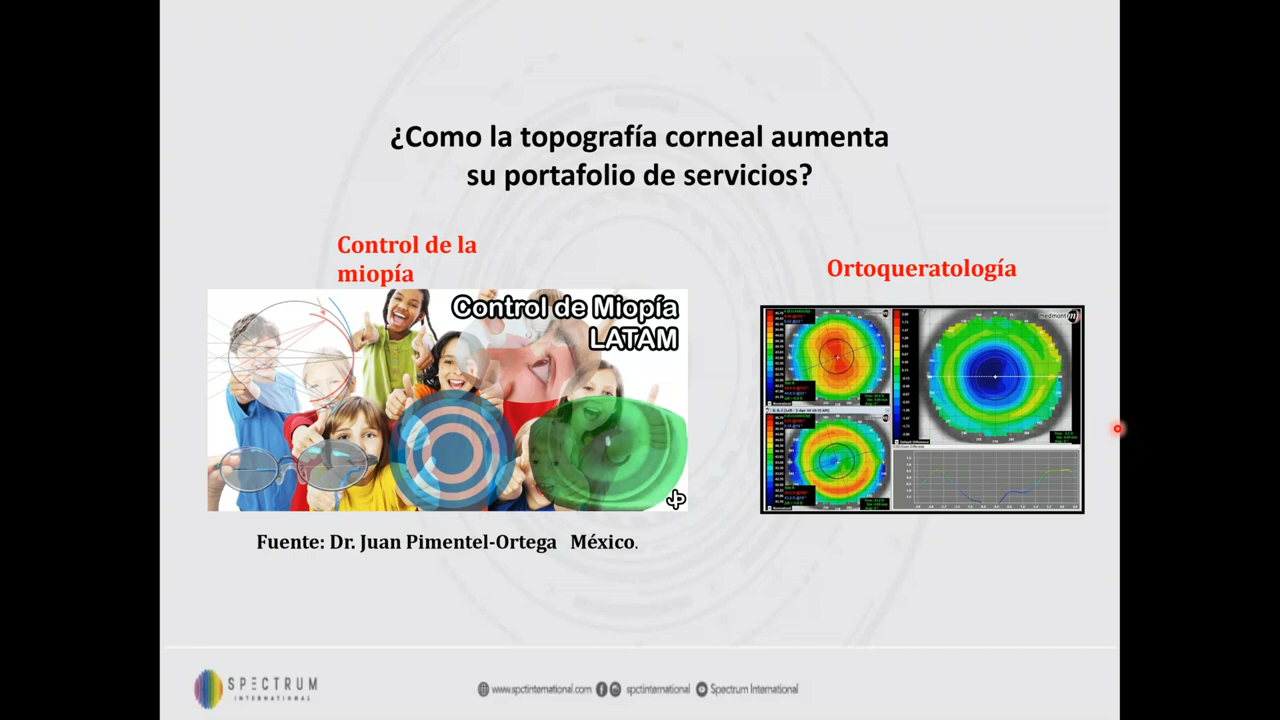 ¿Como la topografía corneal aumenta
su portafolio de servicios?
Control de la
miopía
Ortoqueratología
Control de Miopía
LATAM
medmont
Fuente: Dr. Juan Pimentel-Ortega México.
SPECTRUM
INTERNATIONAL
www.spctinternational.com spctinternational Spectrum International